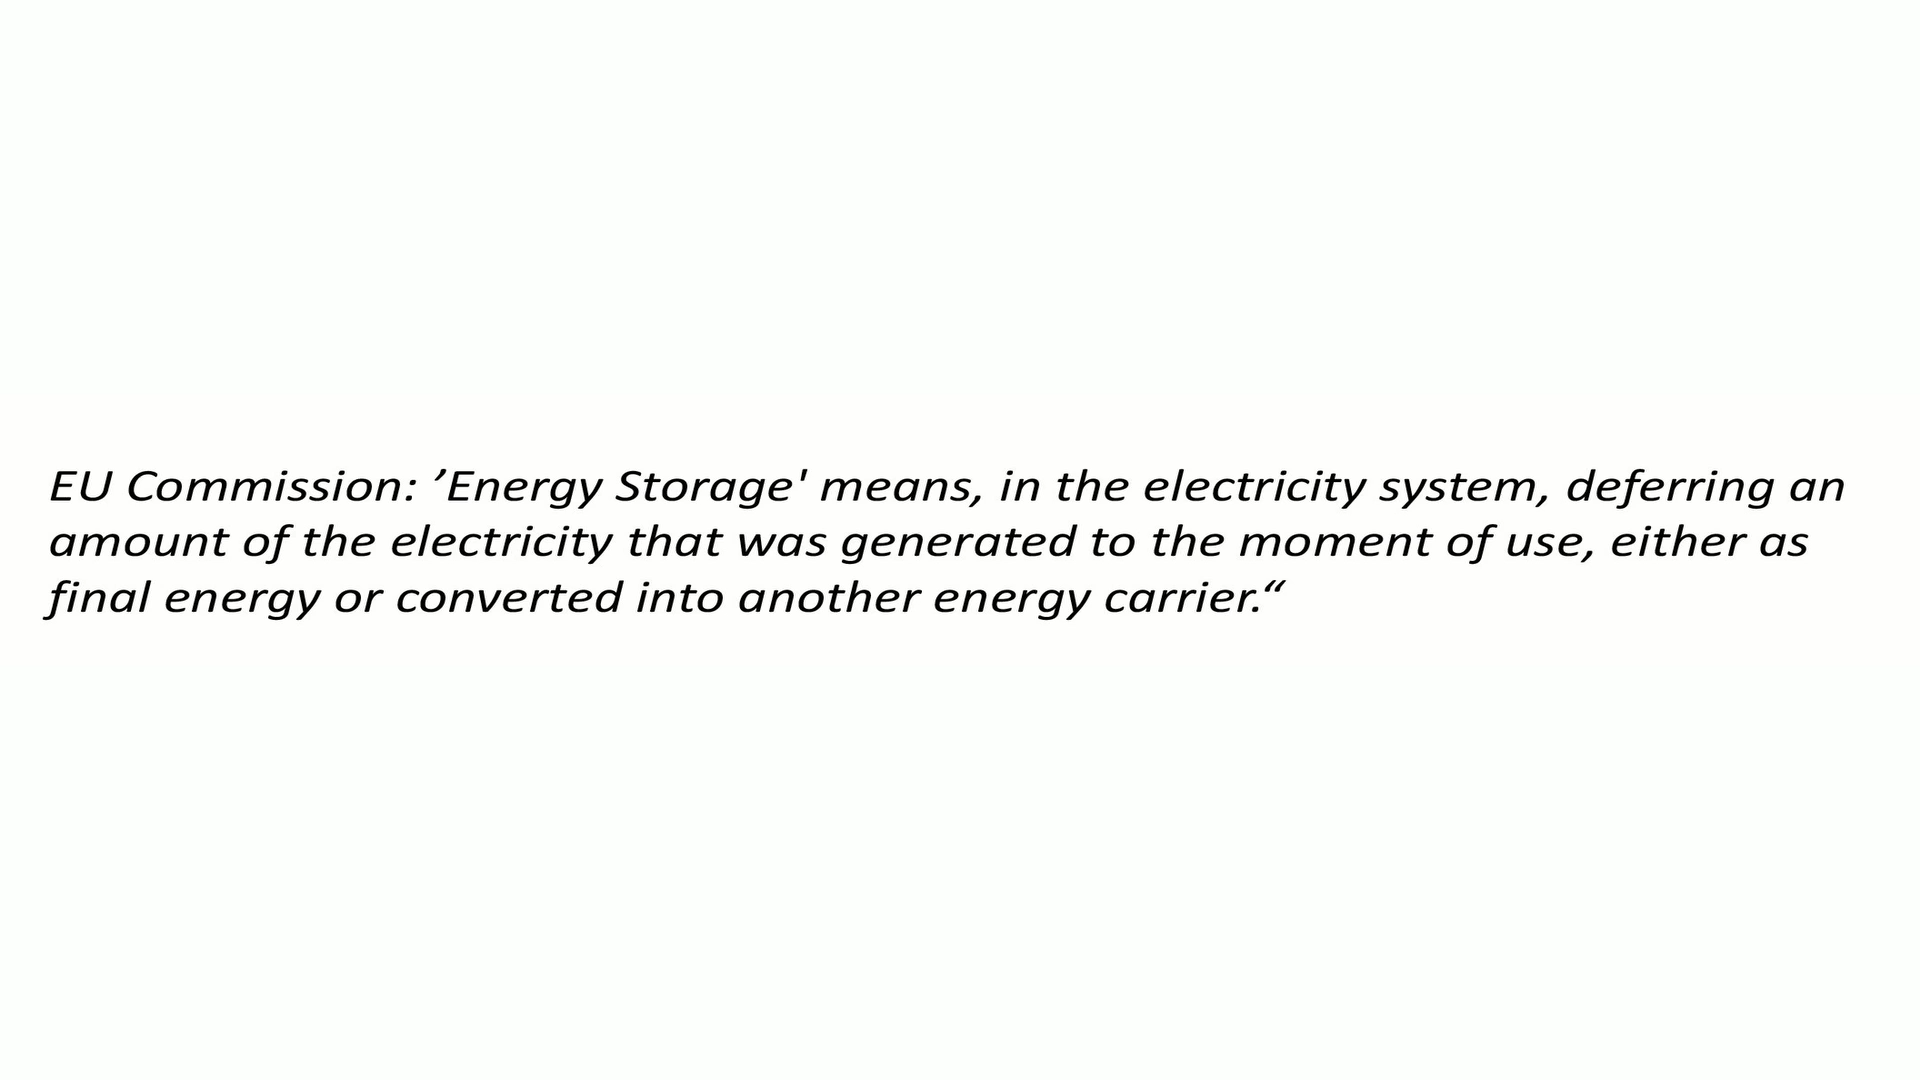 EU Commission: ’Energy Storage' means, in the electricity system, deferring an
amount of the electricity that was generated to the moment of use, either as
final energy or converted into another energy carrier.“